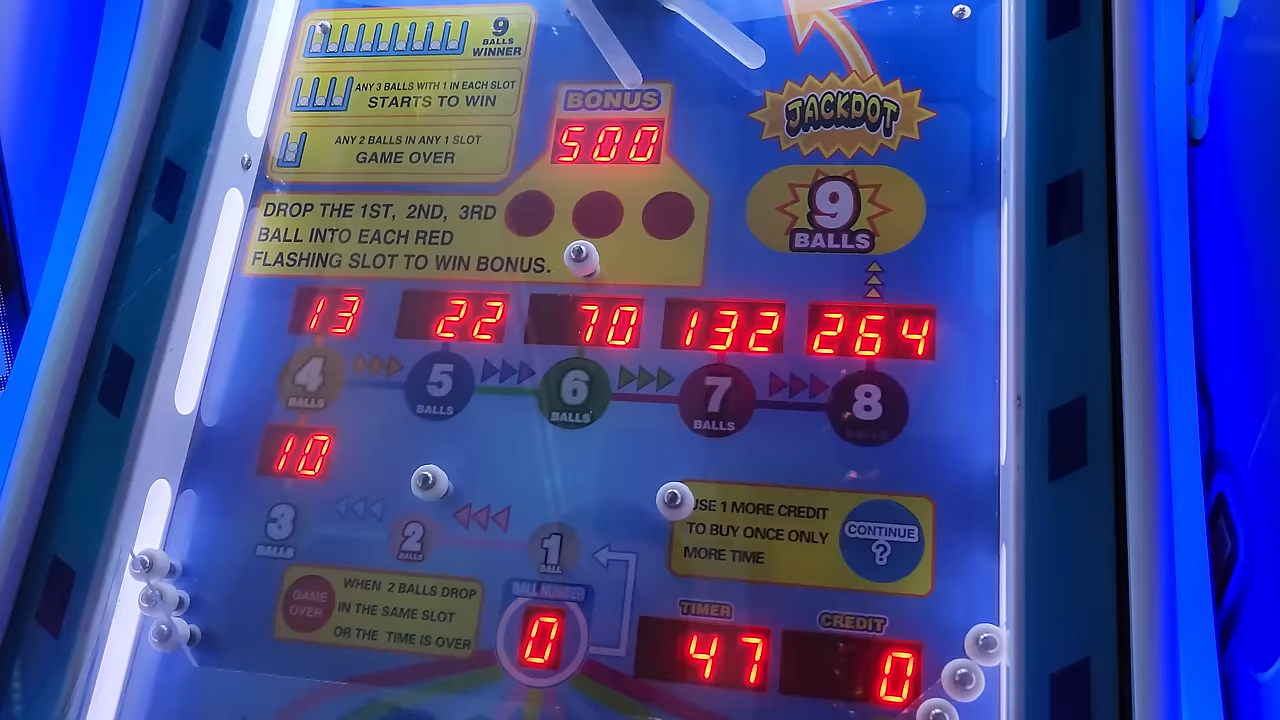 9
BALLS
WINNER
ANY 3 BALLS WITH 1 IN EACH SLOT
STARTS TO WIN
ANY 2 BALLS IN ANY 1 SLOT
GAME OVER
BONUS
500
JACKPOT
9
BALLS
DROP THE 1ST, 2ND, 3RD
BALL INTO EACH RED
FLASHING SLOT TO WIN BONUS.
13 22 70 132 264
4 BALLS
5 BALLS
6 BALLS
7 BALLS
8
10
3 BALLS
2 BALLS
1 BALL
USE 1 MORE CREDIT
TO BUY ONCE ONLY
MORE TIME
CONTINUE
?
GAME
OVER
WHEN 2 BALLS DROP
IN THE SAME SLOT
OR THE TIME IS OVER
BALL NUMBER
0
TIMER
47
CREDIT
0